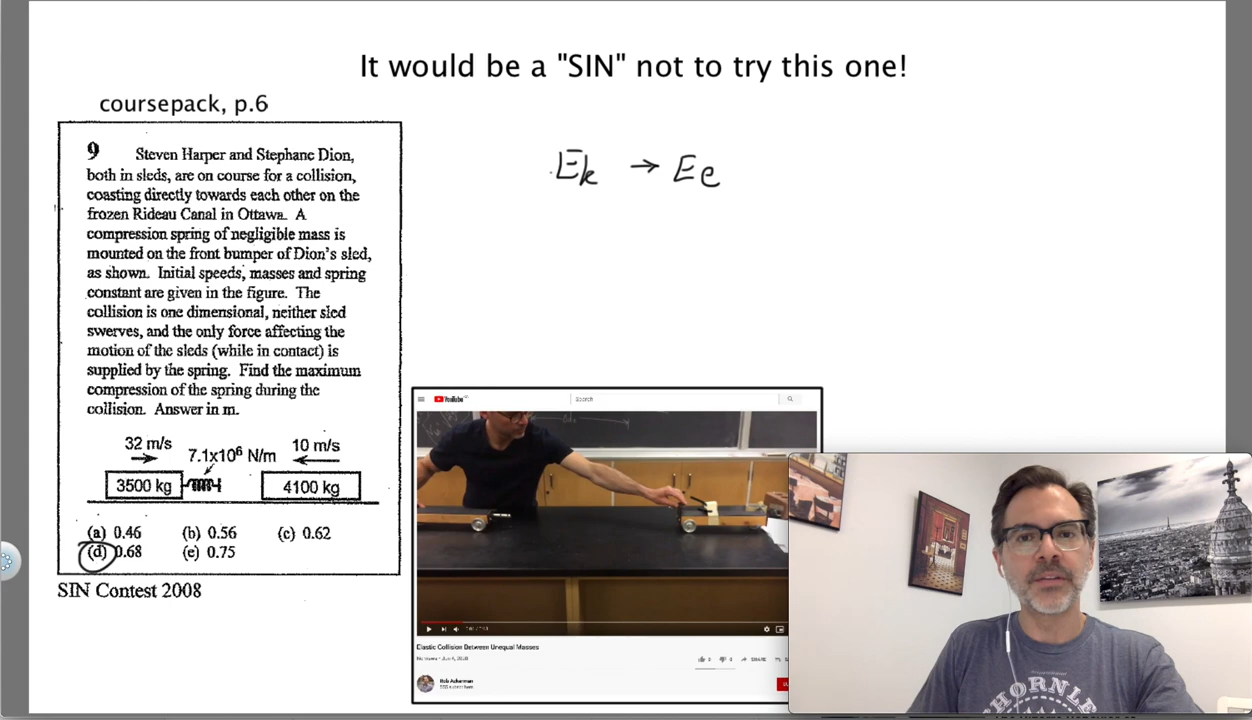 It would be a "SIN" not to try this one!
coursepack, p.6
Ek → Ee
9 Steven Harper and Stephane Dion,
both in sleds, are on course for a collision,
coasting directly towards each other on the
frozen Rideau Canal in Ottawa. A
compression spring of negligible mass is
mounted on the front bumper of Dion's sled,
as shown. Initial speeds, masses and spring
constant are given in the figure. The
collision is one dimensional, neither sled
swerves, and the only force affecting the
motion of the sleds (while in contact) is
supplied by the spring. Find the maximum
compression of the spring during the
collision. Answer in m.
32 m/s
7.1x10⁶ N/m
10 m/s
3500 kg
4100 kg
(a) 0.46 (b) 0.56 (c) 0.62
(d) 0.68 (e) 0.75
SIN Contest 2008
YouTube
Search
Elastic Collision Between Unequal Masses
Bob Ackerman
SHARE
THORNL